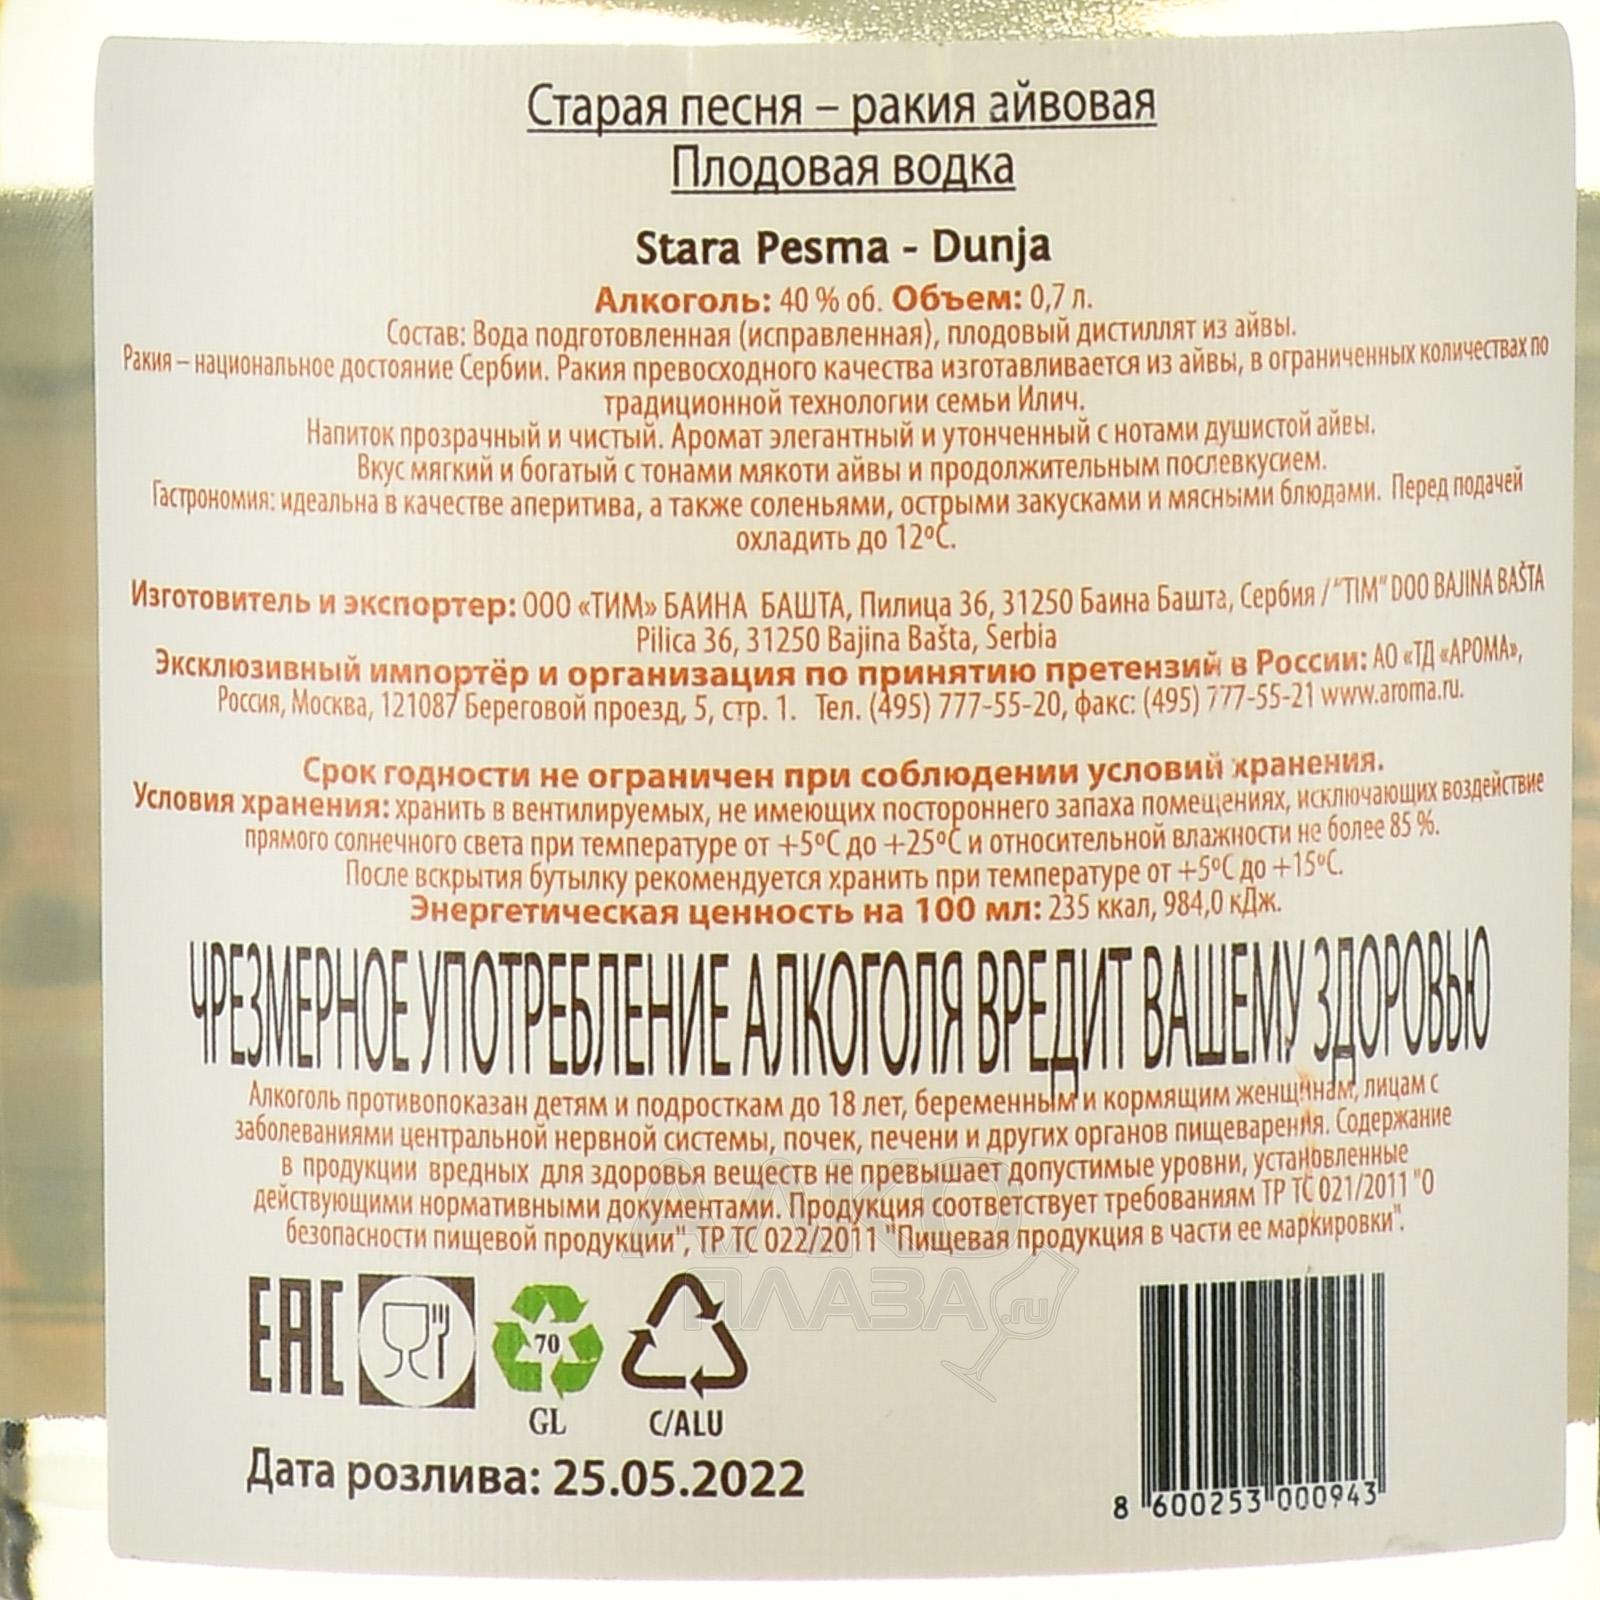 Старая песня – ракия айвовая
Плодовая водка
Stara Pesma - Dunja
Алкоголь: 40 % об. Объем: 0,7 л.
Состав: Вода подготовленная (исправленная), плодовый дистиллят из айвы.
Ракия – национальное достояние Сербии. Ракия превосходного качества изготавливается из айвы, в ограниченных количествах по
традиционной технологии семьи Илич.
Напиток прозрачный и чистый. Аромат элегантный и утонченный с нотами душистой айвы.
Вкус мягкий и богатый с тонами мякоти айвы и продолжительным послевкусием.
Гастрономия: идеальна в качестве аперитива, а также соленьями, острыми закусками и мясными блюдами. Перед подачей
охладить до 12ºC.
Изготовитель и экспортер: ООО «ТИМ» БАИНА БАШТА, Пилица 36, 31250 Баина Башта, Сербия / "TIM" DOO BAJINA BAŠTA
Pilica 36, 31250 Bajina Bašta, Serbia
Эксклюзивный импортёр и организация по принятию претензий в России: АО «ТД «АРОМА»,
Россия, Москва, 121087 Береговой проезд, 5, стр. 1. Тел. (495) 777-55-20, факс: (495) 777-55-21 www.aroma.ru.
Срок годности не ограничен при соблюдении условий хранения.
Условия хранения: хранить в вентилируемых, не имеющих постороннего запаха помещениях, исключающих воздействие
прямого солнечного света при температуре от +5ºC до +25ºC и относительной влажности не более 85 %.
После вскрытия бутылку рекомендуется хранить при температуре от +5ºC до +15ºC.
Энергетическая ценность на 100 мл: 235 ккал, 984,0 кДж.
ЧРЕЗМЕРНОЕ УПОТРЕБЛЕНИЕ АЛКОГОЛЯ ВРЕДИТ ВАШЕМУ ЗДОРОВЬЮ
Алкоголь противопоказан детям и подросткам до 18 лет, беременным и кормящим женщинам, лицам с
заболеваниями центральной нервной системы, почек, печени и других органов пищеварения. Содержание
в продукции вредных для здоровья веществ не превышает допустимые уровни, установленные
действующими нормативными документами. Продукция соответствует требованиям ТР ТС 021/2011 "О
безопасности пищевой продукции", ТР ТС 022/2011 "Пищевая продукция в части ее маркировки".
АЛКО
ПЛАЗА.ru
EAC
70
GL
C/ALU
Дата розлива: 25.05.2022
8 600253 000943